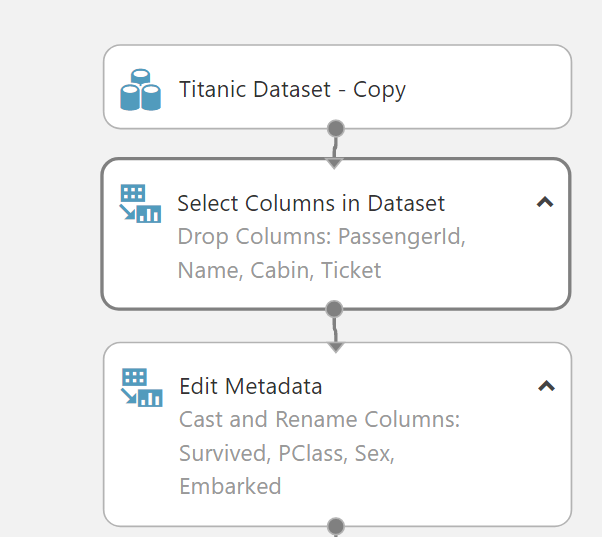 Titanic Dataset - Copy
Select Columns in Dataset
Drop Columns: PassengerId,
Name, Cabin, Ticket
Edit Metadata
Cast and Rename Columns:
Survived, PClass, Sex,
Embarked